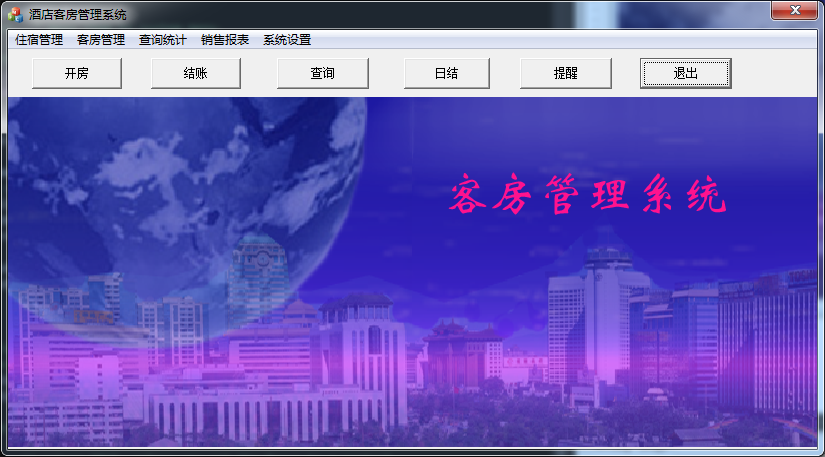 酒店客房管理系统
住宿管理 客房管理 查询统计 销售报表 系统设置
开房 结账 查询 日结 提醒 退出
客房管理系统